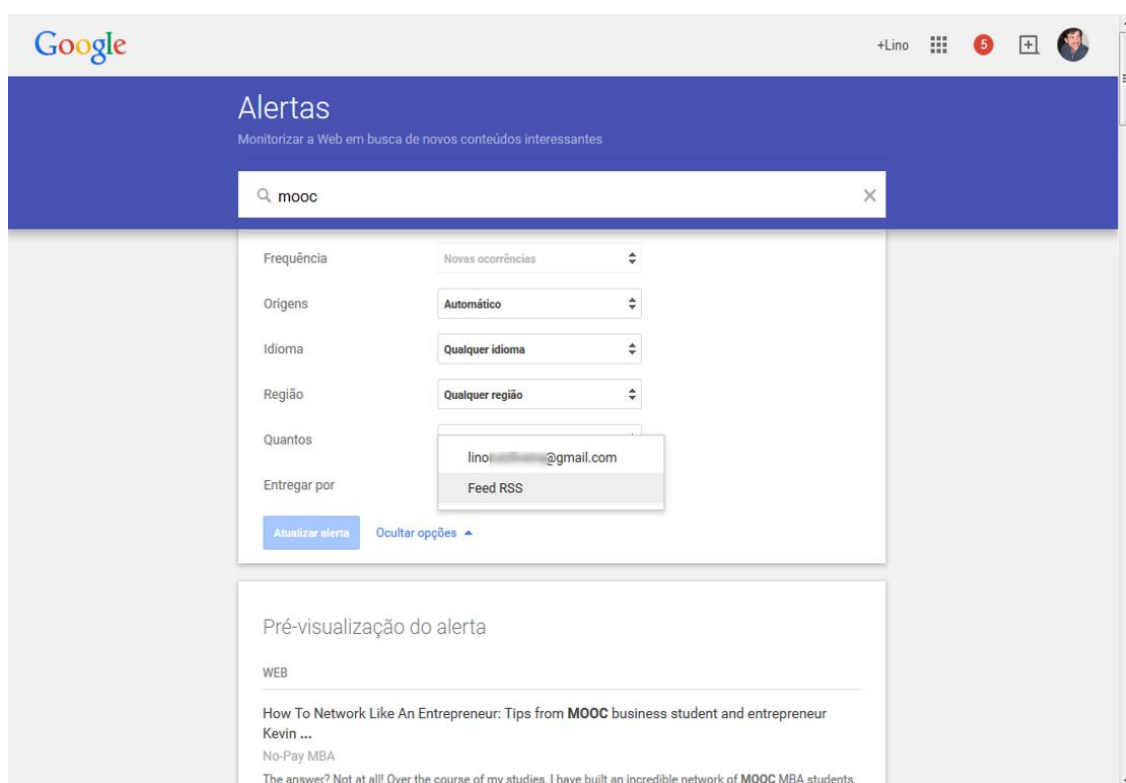 Google
+Lino
5
Alertas
Monitorizar a Web em busca de novos conteúdos interessantes
mooc
Frequência
Novas ocorrências
Origens
Automático
Idioma
Qualquer idioma
Região
Qualquer região
Quantos
lino
@gmail.com
Entregar por
Feed RSS
Atualizar alerta
Ocultar opções
Pré-visualização do alerta
WEB
How To Network Like An Entrepreneur: Tips from MOOC business student and entrepreneur
Kevin ...
No-Pay MBA
The answer? Not at all! Over the course of my studies, I have built an incredible network of MOOC MBA students,